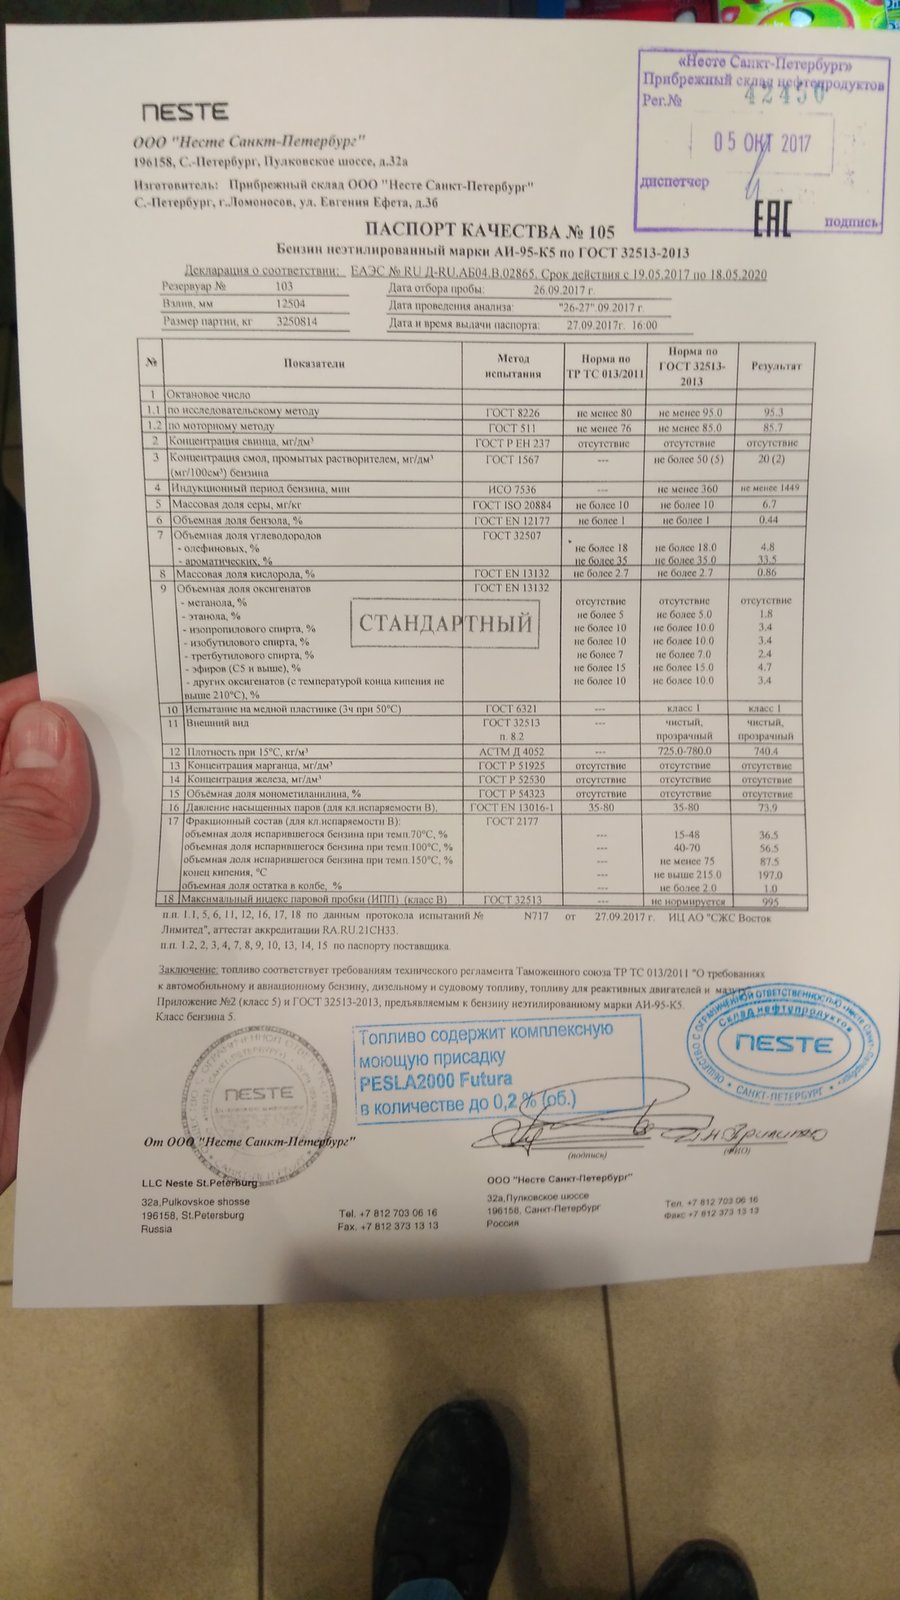 «Несте Санкт-Петербург»
Прибрежный склад нефтепродуктов
Рег.№ 42450
05 ОКТ 2017
диспетчер
подпись
EAC
NESTE
ООО "Несте Санкт-Петербург"
196158, С.-Петербург, Пулковское шоссе, д.32а
Изготовитель: Прибрежный склад ООО "Несте Санкт-Петербург"
С.-Петербург, г.Ломоносов, ул. Евгения Ефета, д.3б
ПАСПОРТ КАЧЕСТВА № 105
Бензин неэтилированный марки АИ-95-К5 по ГОСТ 32513-2013
Декларация о соответствии: ЕАЭС № RU Д-RU.АБ04.В.02865. Срок действия с 19.05.2017 по 18.05.2020
Резервуар № 103 Дата отбора пробы: 26.09.2017 г.
Взлив, мм 12504 Дата проведения анализа: "26-27".09.2017 г.
Размер партии, кг 3250814 Дата и время выдачи паспорта: 27.09.2017г. 16:00
№ Показатели Метод испытания Норма по ТР ТС 013/2011 Норма по ГОСТ 32513-2013 Результат
1 Октановое число
1.1 по исследовательскому методу ГОСТ 8226 не менее 80 не менее 95.0 95.3
1.2 по моторному методу ГОСТ 511 не менее 76 не менее 85.0 85.7
2 Концентрация свинца, мг/дм³ ГОСТ Р ЕН 237 отсутствие отсутствие отсутствие
3 Концентрация смол, промытых растворителем, мг/дм³ ГОСТ 1567 --- не более 50 (5) 20 (2)
(мг/100см³) бензина
4 Индукционный период бензина, мин ИСО 7536 --- не менее 360 не менее 1449
5 Массовая доля серы, мг/кг ГОСТ ISO 20884 не более 10 не более 10 6.7
6 Объемная доля бензола, % ГОСТ EN 12177 не более 1 не более 1 0.44
7 Объемная доля углеводородов ГОСТ 32507
- олефиновых, % не более 18 не более 18.0 4.8
- ароматических, % не более 35 не более 35.0 33.5
8 Массовая доля кислорода, % ГОСТ EN 13132 не более 2.7 не более 2.7 0.86
9 Объемная доля оксигенатов ГОСТ EN 13132
- метанола, % отсутствие отсутствие отсутствие
- этанола, % не более 5 не более 5.0 1.8
- изопропилового спирта, % не более 10 не более 10.0 3.4
- изобутилового спирта, % не более 10 не более 10.0 3.4
- третбутилового спирта, % не более 7 не более 7.0 2.4
- эфиров (С5 и выше), % не более 15 не более 15.0 4.7
- других оксигенатов (с температурой конца кипения не не более 10 не более 10.0 3.4
выше 210°С), %
СТАНДАРТНЫЙ
10 Испытание на медной пластинке (3ч при 50°С) ГОСТ 6321 --- класс 1 класс 1
11 Внешний вид ГОСТ 32513 --- чистый, чистый,
п. 8.2 прозрачный прозрачный
12 Плотность при 15°С, кг/м³ АСТМ Д 4052 --- 725.0-780.0 740.4
13 Концентрация марганца, мг/дм³ ГОСТ Р 51925 отсутствие отсутствие отсутствие
14 Концентрация железа, мг/дм³ ГОСТ Р 52530 отсутствие отсутствие отсутствие
15 Объёмная доля монометиланилина, % ГОСТ Р 54323 отсутствие отсутствие отсутствие
16 Давление насыщенных паров (для кл.испаряемости В), ГОСТ EN 13016-1 35-80 35-80 73.9
17 Фракционный состав (для кл.испаряемости В): ГОСТ 2177
объемная доля испарившегося бензина при темп.70°С, % --- 15-48 36.5
объемная доля испарившегося бензина при темп.100°С, % --- 40-70 56.5
объемная доля испарившегося бензина при темп.150°С, % --- не менее 75 87.5
конец кипения, °С --- не выше 215.0 197.0
объемная доля остатка в колбе, % --- не более 2.0 1.0
18 Максимальный индекс паровой пробки (ИПП) (класс В) ГОСТ 32513 --- не нормируется 995
п.п. 1.1, 5, 6, 11, 12, 16, 17, 18 по данным протокола испытаний № N717 от 27.09.2017 г. ИЦ АО "СЖС Восток
Лимитед", аттестат аккредитации RA.RU.21СН33.
п.п. 1.2, 2, 3, 4, 7, 8, 9, 10, 13, 14, 15 по паспорту поставщика.
Заключение: топливо соответствует требованиям технического регламента Таможенного союза ТР ТС 013/2011 "О требованиях
к автомобильному и авиационному бензину, дизельному и судовому топливу, топливу для реактивных двигателей и мазуту"
Приложение №2 (класс 5) и ГОСТ 32513-2013, предъявляемым к бензину неэтилированному марки АИ-95-К5.
Класс бензина 5.
Топливо содержит комплексную
моющую присадку
PESLA2000 Futura
в количестве до 0,2 % (об.)
ОБЩЕСТВО С ОГРАНИЧЕННОЙ ОТВЕТСТВЕННОСТЬЮ «Несте Санкт-Петербург»
Склад нефтепродуктов
NESTE
САНКТ-ПЕТЕРБУРГ
NESTE
От ООО "Несте Санкт-Петербург"
(подпись) (ФИО)
LLC Neste St.Peterburg
32a,Pulkovskoe shosse
196158, St.Petersburg Tel. +7 812 703 06 16
Russia Fax. +7 812 373 13 13
ООО "Несте Санкт-Петербург"
32а,Пулковское шоссе Тел. +7 812 703 06 16
196158, Санкт-Петербург Факс +7 812 373 13 13
Россия